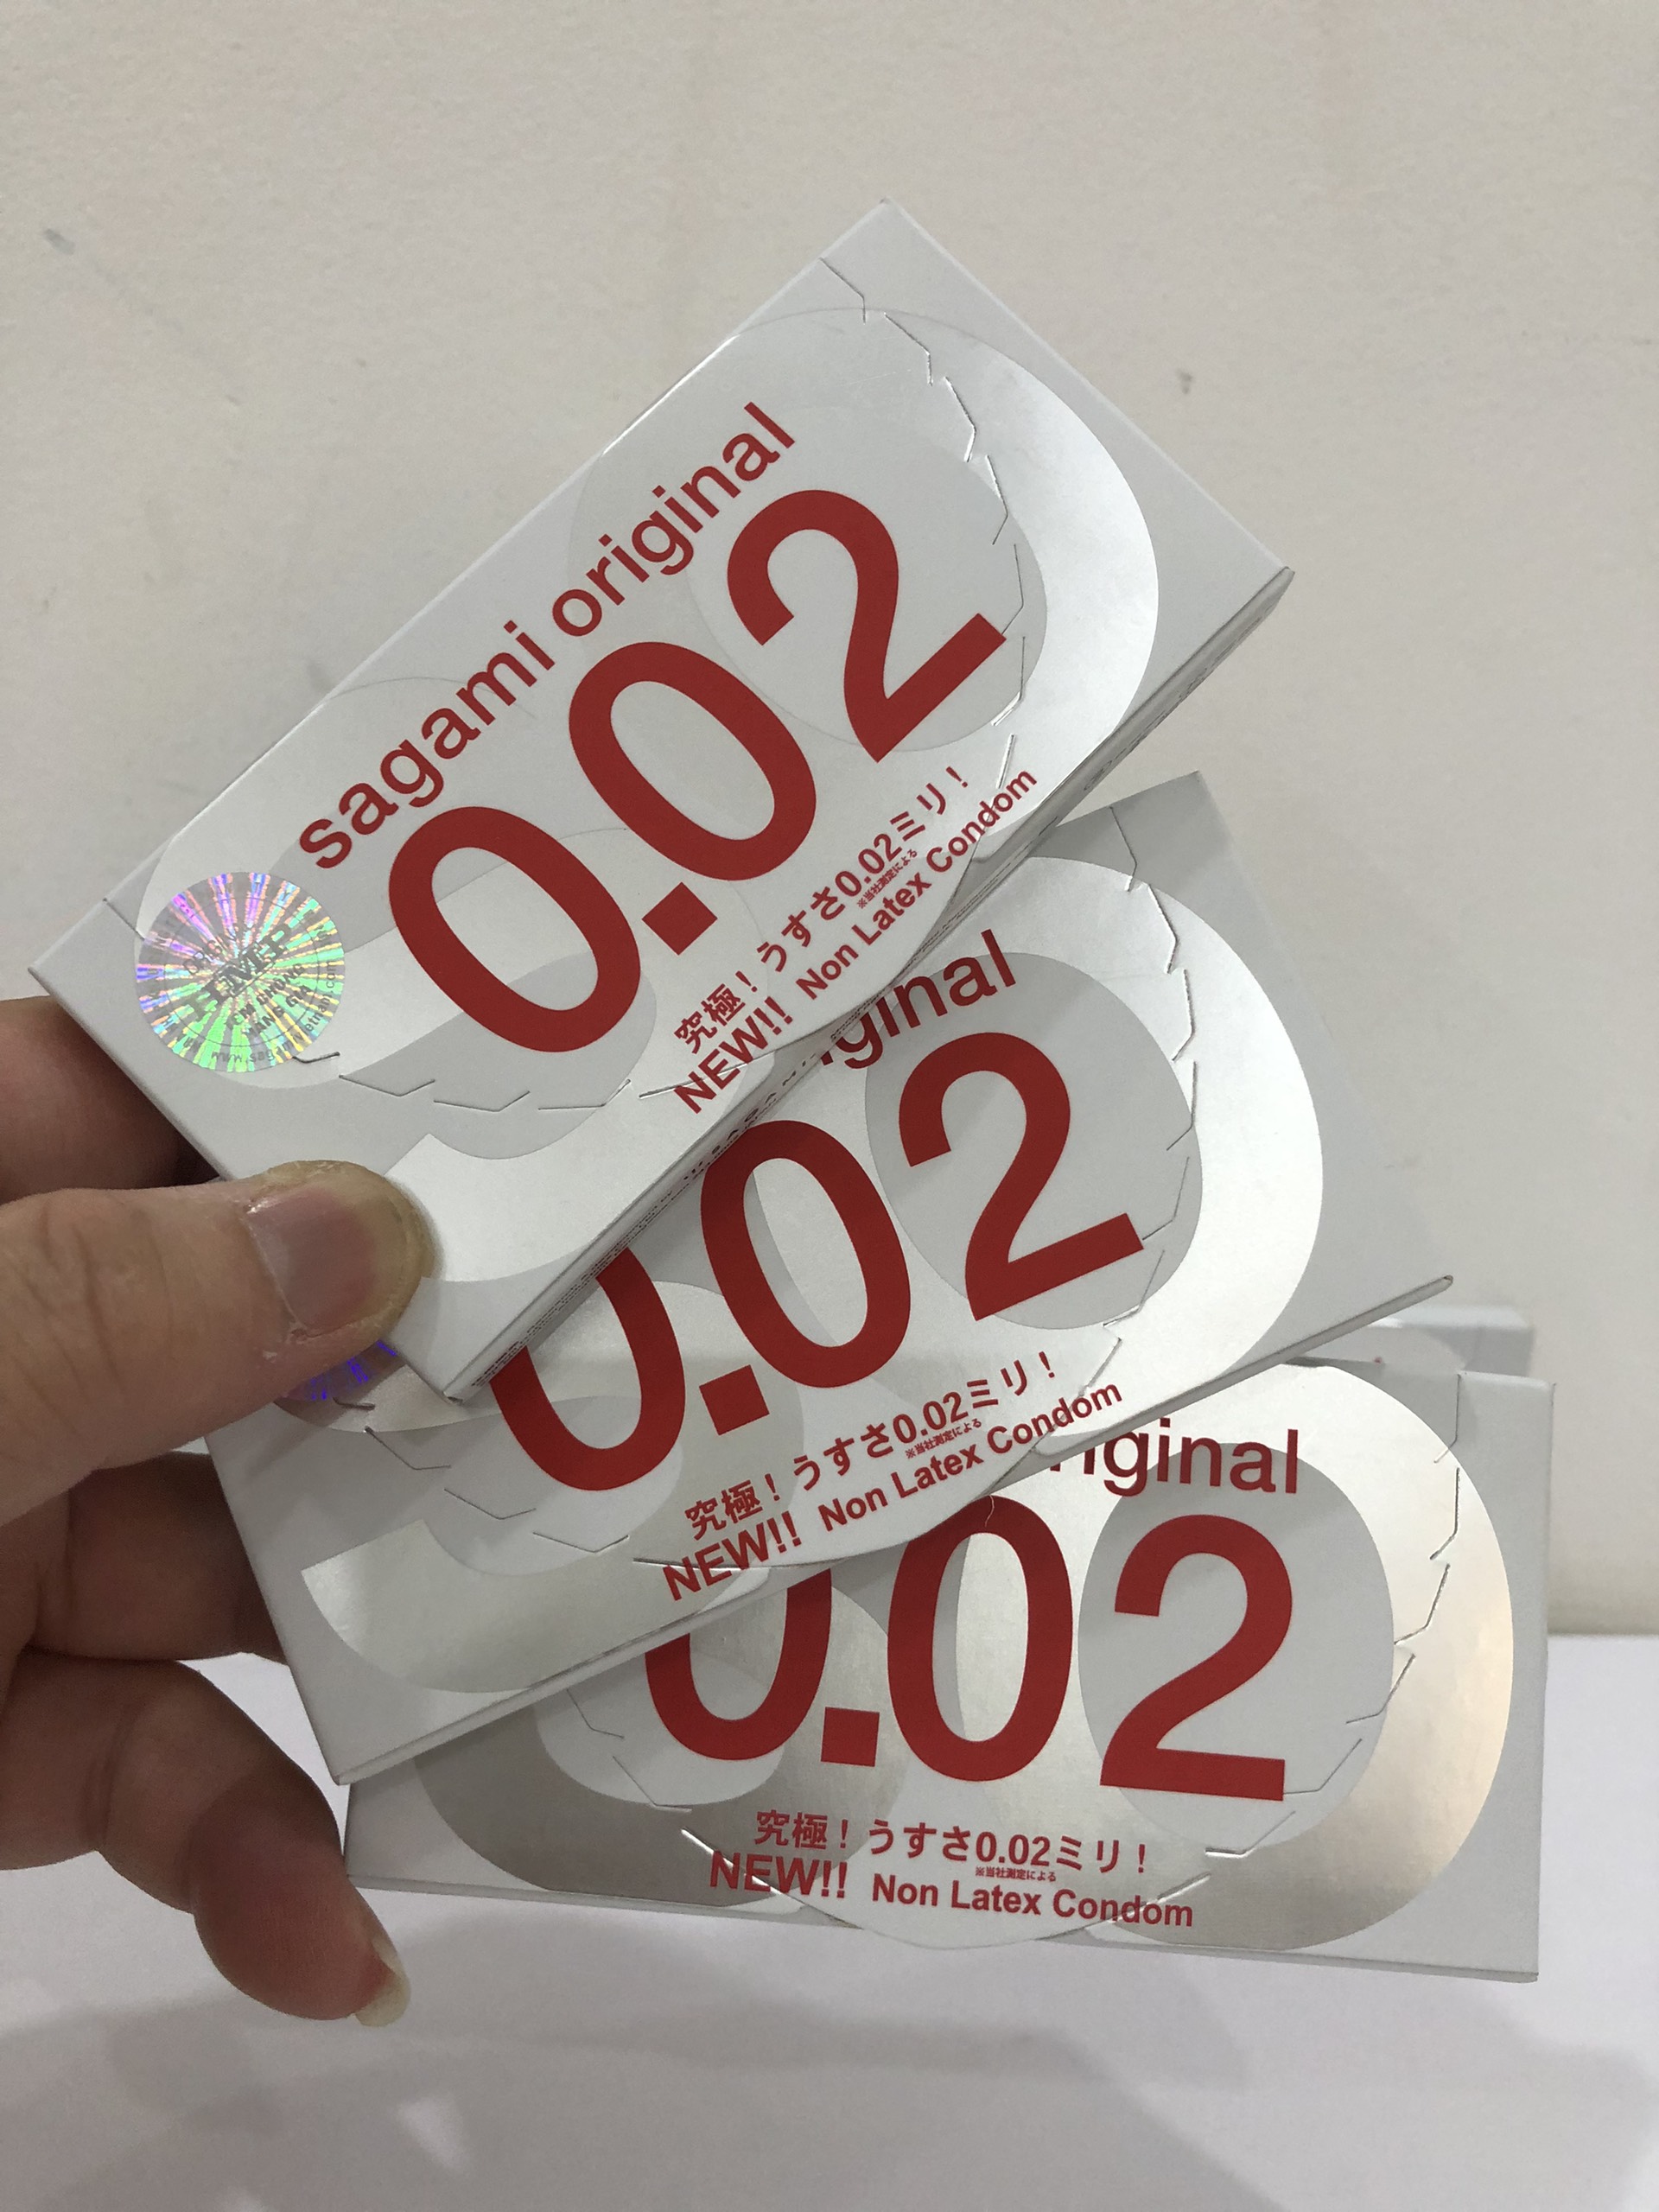 sagami original
0.02
究極！うすさ0.02ミリ！
※当社測定による
NEW!! Non Latex Condom
HMP
iginal
0.02
究極！うすさ0.02ミリ！
※当社測定による
NEW!! Non Latex Condom
iginal
0.02
究極！うすさ0.02ミリ！
※当社測定による
NEW!! Non Latex Condom